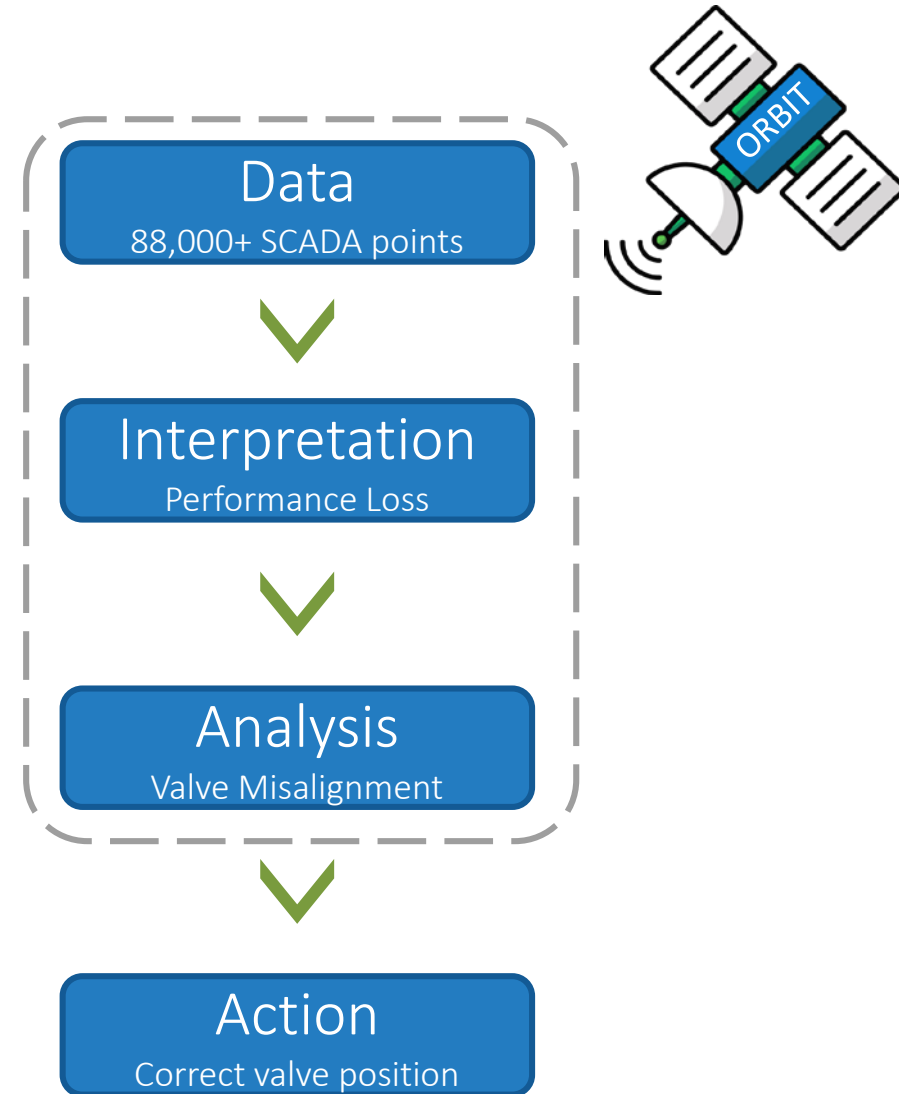 ORBIT
Data
88,000+ SCADA points
Interpretation
Performance Loss
Analysis
Valve Misalignment
Action
Correct valve position